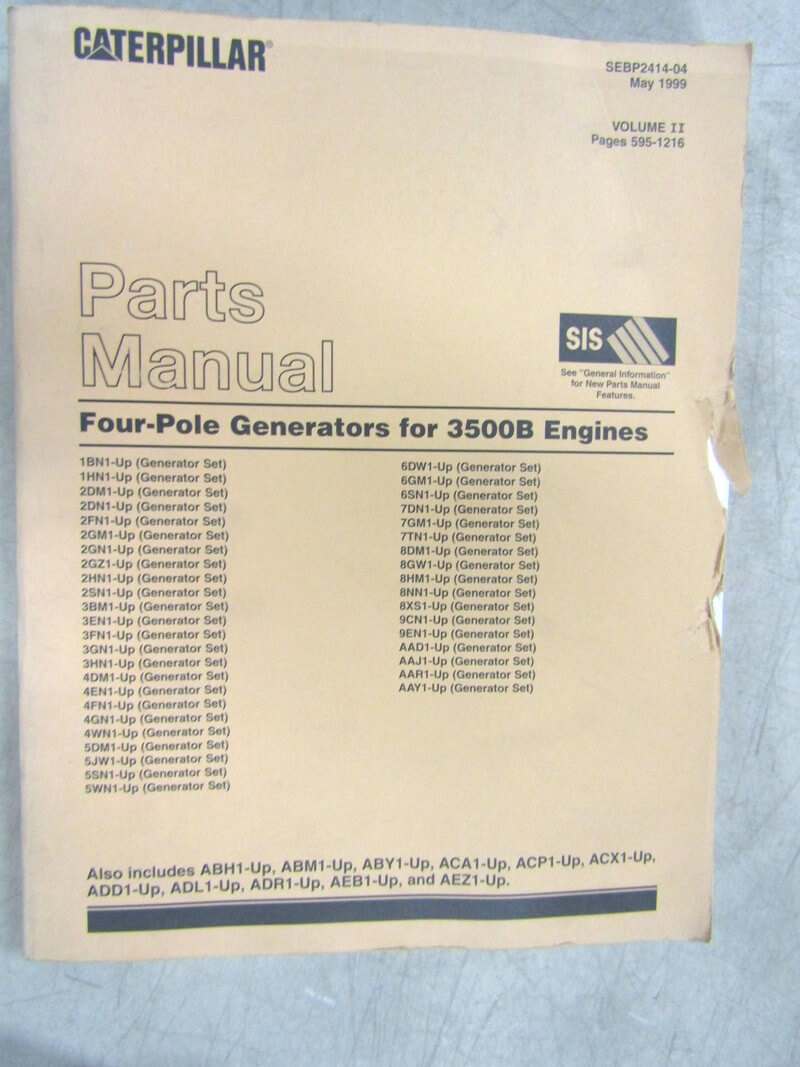 CATERPILLAR®
SEBP2414-04
May 1999
VOLUME II
Pages 595-1216
Parts
Manual
SIS
See "General Information"
for New Parts Manual
Features.
Four-Pole Generators for 3500B Engines
1BN1-Up (Generator Set)
1HN1-Up (Generator Set)
2DM1-Up (Generator Set)
2DN1-Up (Generator Set)
2FN1-Up (Generator Set)
2GM1-Up (Generator Set)
2GN1-Up (Generator Set)
2GZ1-Up (Generator Set)
2HN1-Up (Generator Set)
2SN1-Up (Generator Set)
3BM1-Up (Generator Set)
3EN1-Up (Generator Set)
3FN1-Up (Generator Set)
3GN1-Up (Generator Set)
3HN1-Up (Generator Set)
4DM1-Up (Generator Set)
4EN1-Up (Generator Set)
4FN1-Up (Generator Set)
4GN1-Up (Generator Set)
4WN1-Up (Generator Set)
5DM1-Up (Generator Set)
5JW1-Up (Generator Set)
5SN1-Up (Generator Set)
5WN1-Up (Generator Set)
6DW1-Up (Generator Set)
6GM1-Up (Generator Set)
6SN1-Up (Generator Set)
7DN1-Up (Generator Set)
7GM1-Up (Generator Set)
7TN1-Up (Generator Set)
8DM1-Up (Generator Set)
8GW1-Up (Generator Set)
8HM1-Up (Generator Set)
8NN1-Up (Generator Set)
8XS1-Up (Generator Set)
9CN1-Up (Generator Set)
9EN1-Up (Generator Set)
AAD1-Up (Generator Set)
AAJ1-Up (Generator Set)
AAR1-Up (Generator Set)
AAY1-Up (Generator Set)
Also includes ABH1-Up, ABM1-Up, ABY1-Up, ACA1-Up, ACP1-Up, ACX1-Up,
ADD1-Up, ADL1-Up, ADR1-Up, AEB1-Up, and AEZ1-Up.